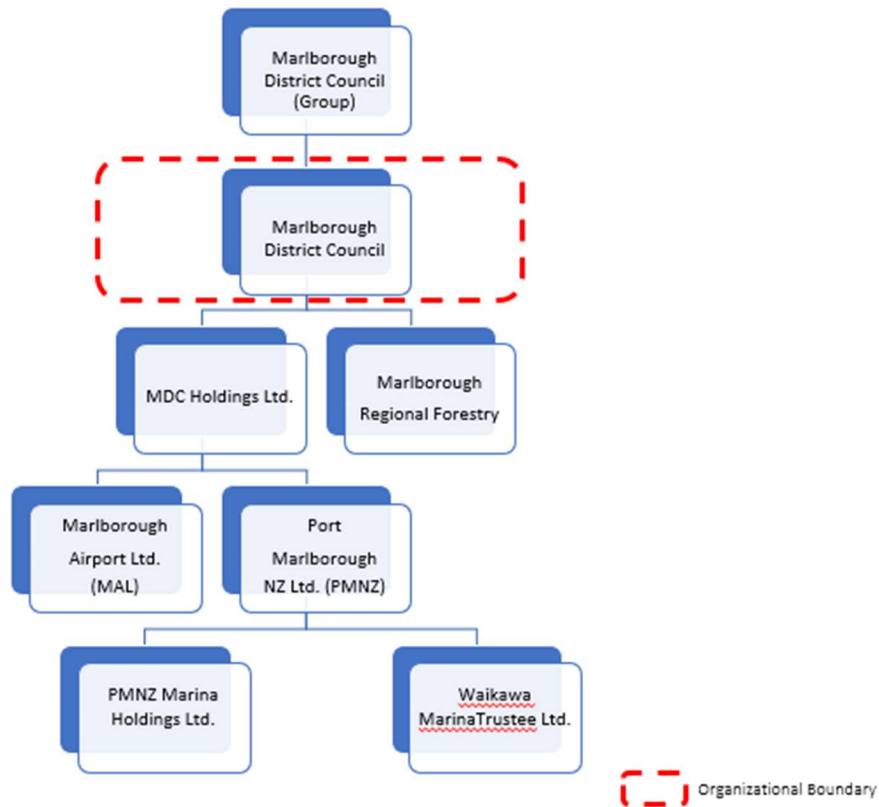 Marlborough
District Council
(Group)
Marlborough
District Council
MDC Holdings Ltd.
Marlborough
Regional Forestry
Marlborough
Airport Ltd.
(MAL)
Port
Marlborough
NZ Ltd. (PMNZ)
PMNZ Marina
Holdings Ltd.
Waikawa
MarinaTrustee Ltd.
Organizational Boundary